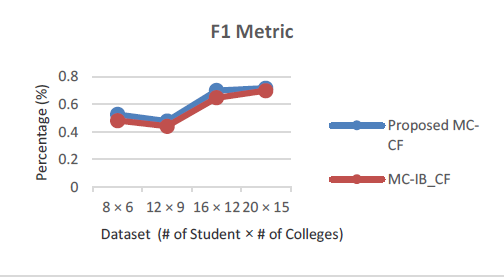 F1 Metric
0.8
0.6
0.4
0.2
0
Percentage (%)
8 × 6 12 × 9 16 × 12 20 × 15
Dataset (# of Student × # of Colleges)
Proposed MC-
CF
MC-IB_CF